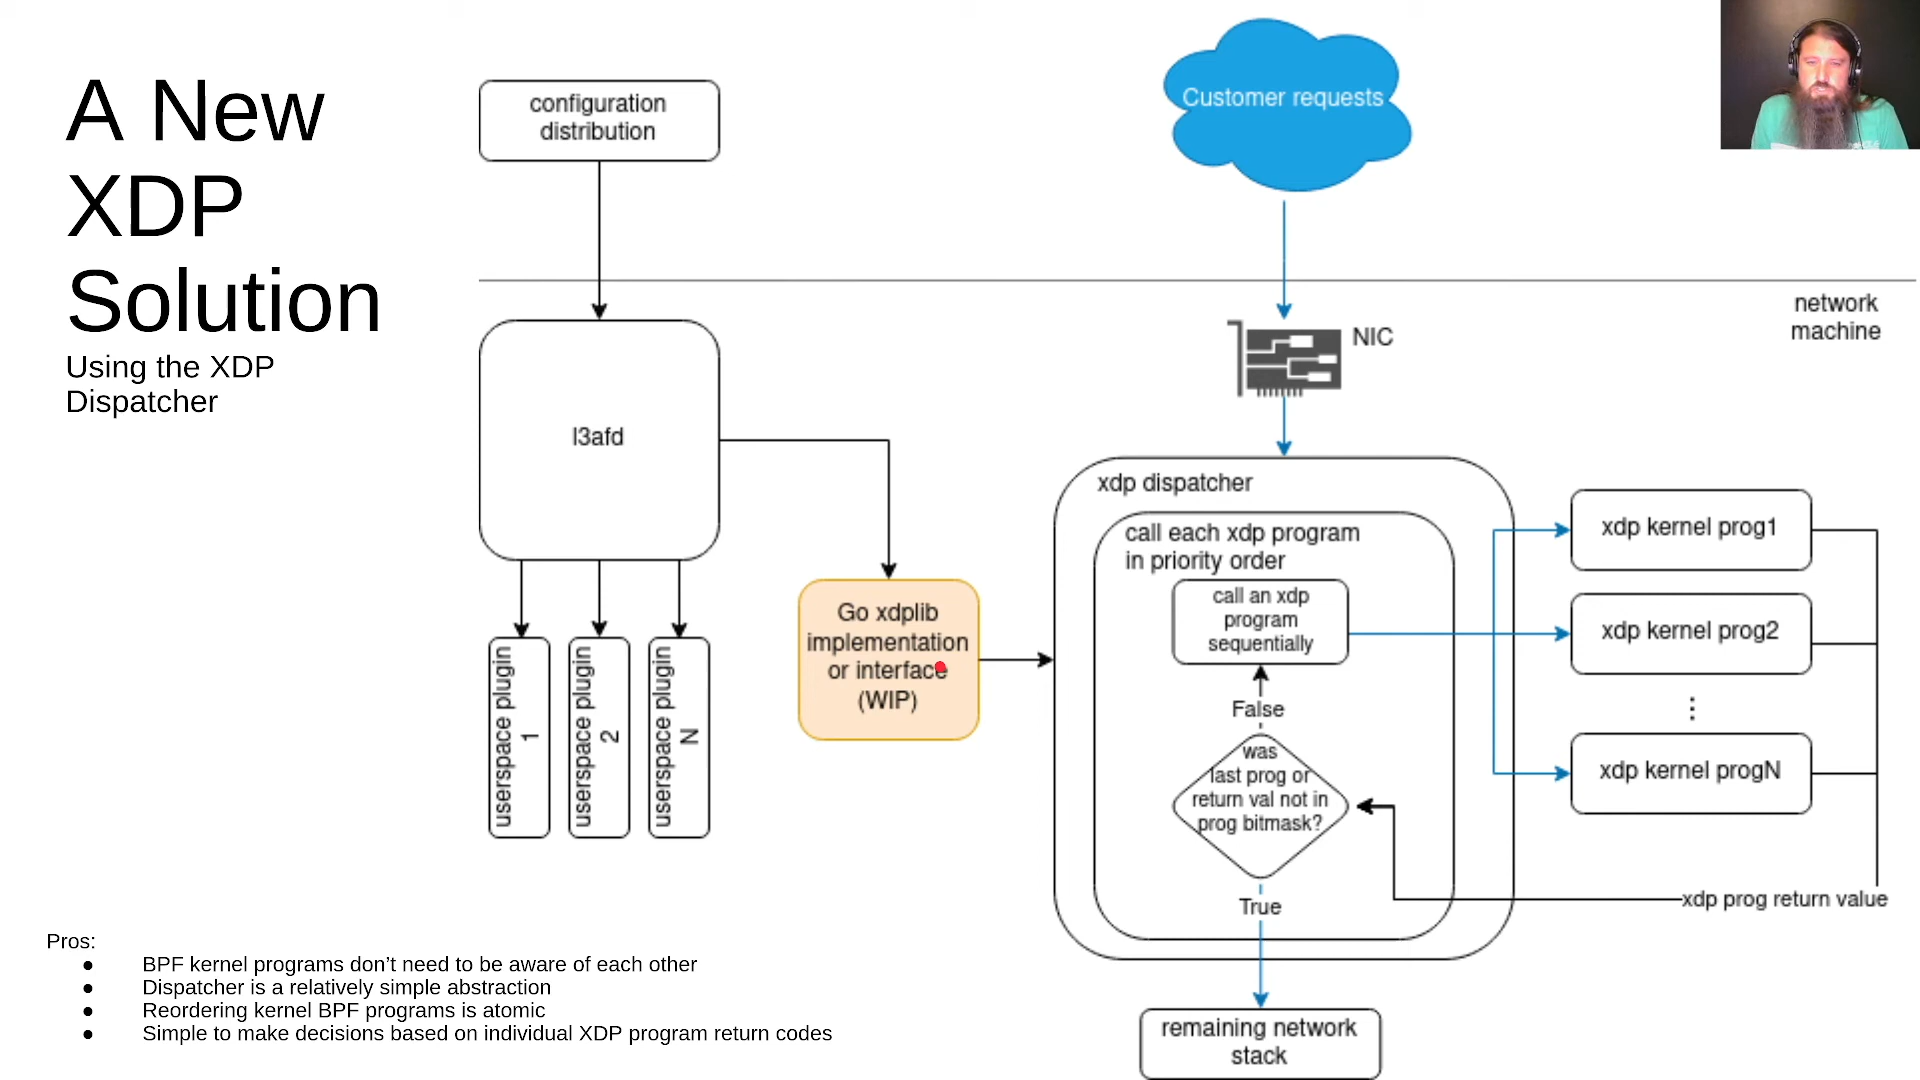 A New
XDP
Solution
Using the XDP
Dispatcher
configuration
distribution
Customer requests
network
machine
NIC
l3afd
userspace plugin
1
userspace plugin
2
userspace plugin
N
Go xdplib
implementation
or interface
(WIP)
xdp dispatcher
call each xdp program
in priority order
call an xdp
program
sequentially
False
was
last prog or
return val not in
prog bitmask?
True
xdp kernel prog1
xdp kernel prog2
⋮
xdp kernel progN
xdp prog return value
remaining network
stack
Pros:
● BPF kernel programs don’t need to be aware of each other
● Dispatcher is a relatively simple abstraction
● Reordering kernel BPF programs is atomic
● Simple to make decisions based on individual XDP program return codes